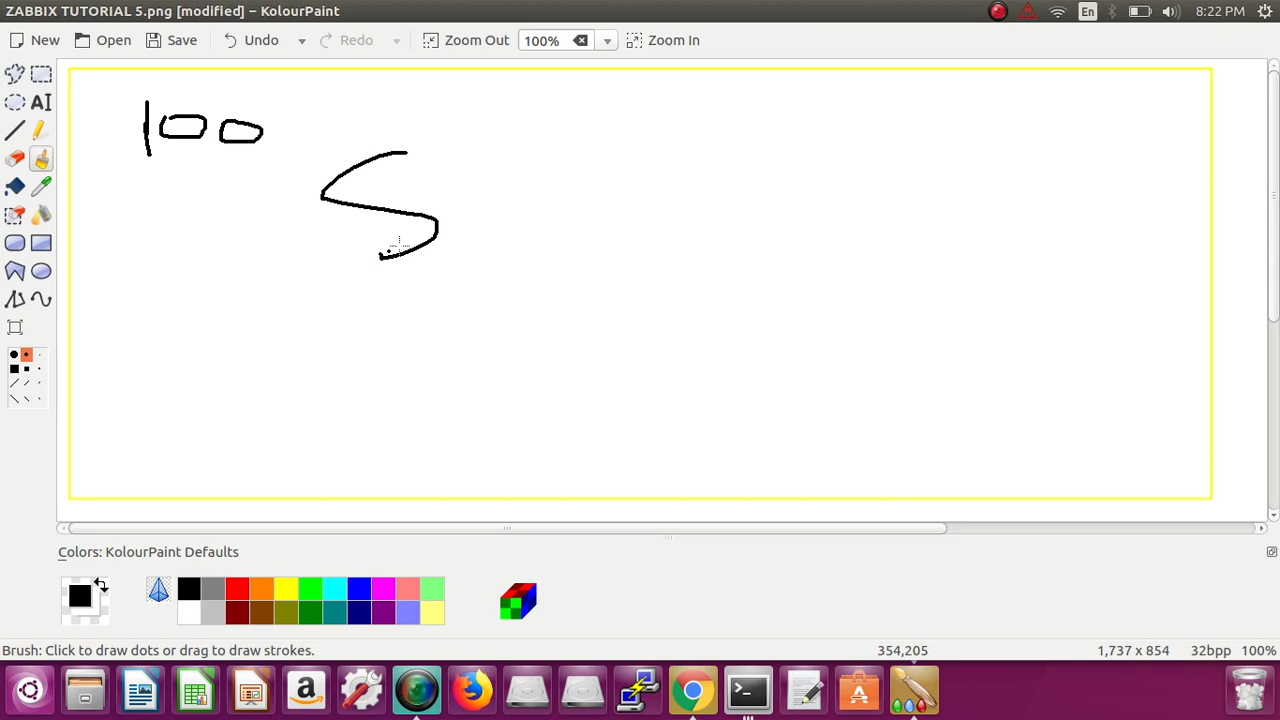 ZABBIX TUTORIAL 5.png [modified] – KolourPaint En 8:22 PM
New Open Save Undo Redo Zoom Out 100% Zoom In
AI
100
S
Colors: KolourPaint Defaults
Brush: Click to draw dots or drag to draw strokes. 354,205 1,737 x 854 32bpp 100%
a >_ A